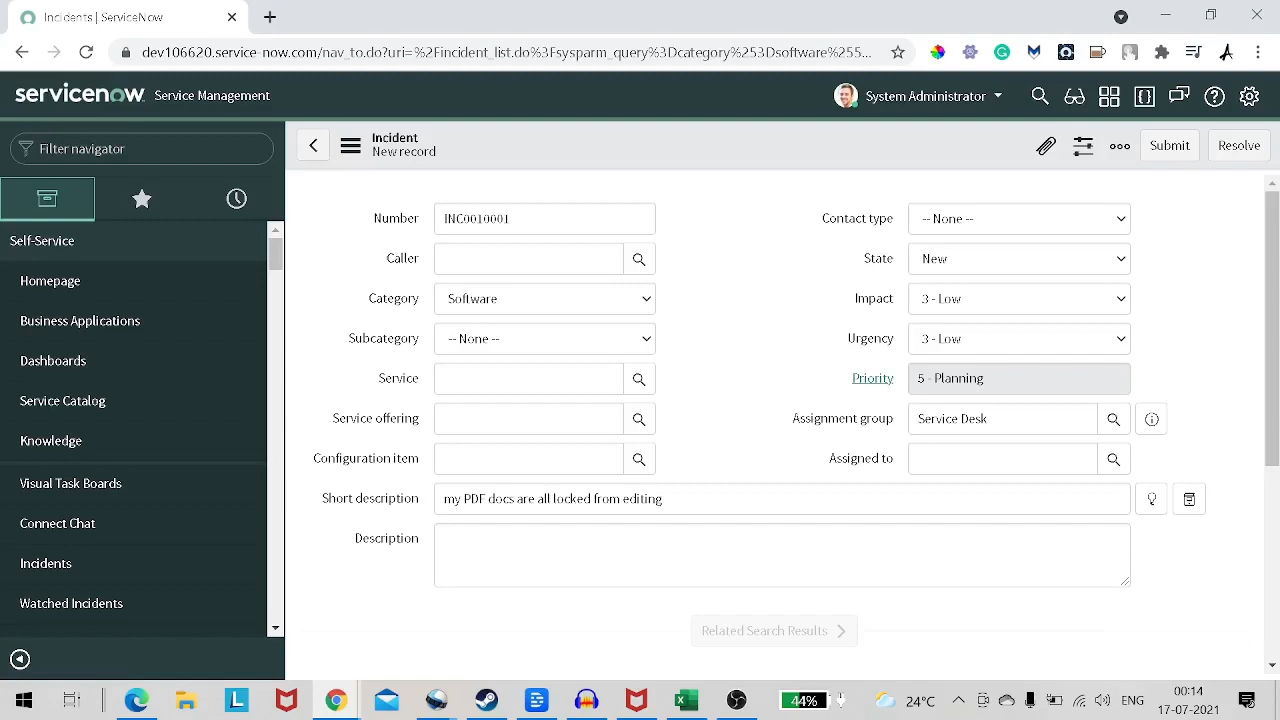 Incidents | ServiceNow
dev106620.service-now.com/nav_to.do?uri=%2Fincident_list.do%3Fsysparm_query%3Dcategory%253Dsoftware%255...
servicenow Service Management
System Administrator
Filter navigator
Incident
New record
Submit
Resolve
Self-Service
Homepage
Business Applications
Dashboards
Service Catalog
Knowledge
Visual Task Boards
Connect Chat
Incidents
Watched Incidents
Number INC0010001
Contact type -- None --
Caller
State New
Category Software
Impact 3 - Low
Subcategory -- None --
Urgency 3 - Low
Service
Priority 5 - Planning
Service offering
Assignment group Service Desk
Configuration item
Assigned to
Short description my PDF docs are all locked from editing
Description
Related Search Results
44%
24°C
ENG
00:14
17-07-2021